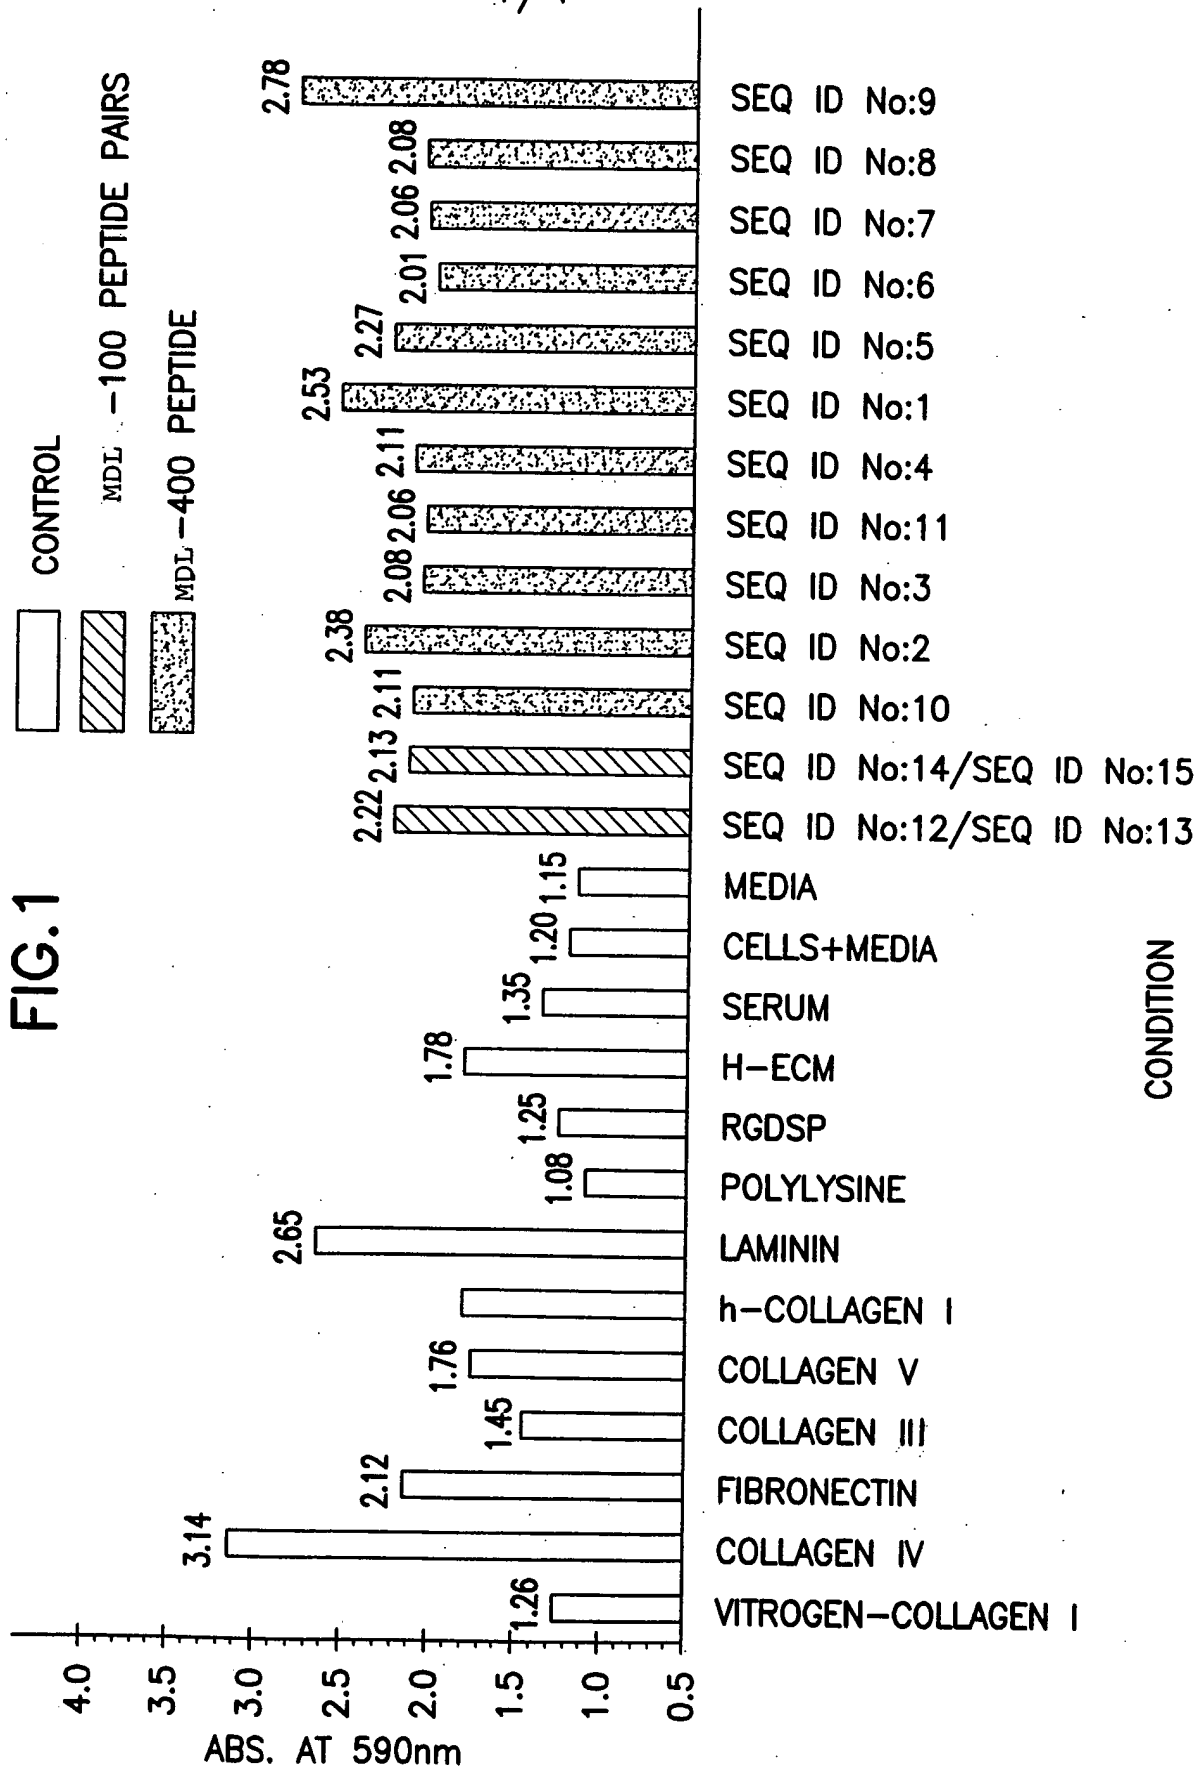 FIG. 1
CONTROL
MDL -100 PEPTIDE PAIRS
MDL -400 PEPTIDE
ABS. AT 590nm
4.0
3.5
3.0
2.5
2.0
1.5
1.0
0.5
1.26
3.14
2.12
1.45
1.76
2.65
1.08
1.25
1.78
1.35
1.20
1.15
2.22
2.13
2.11
2.38
2.08
2.06
2.11
2.53
2.27
2.01
2.06
2.08
2.78
VITROGEN-COLLAGEN I
COLLAGEN IV
FIBRONECTIN
COLLAGEN III
COLLAGEN V
h-COLLAGEN I
LAMININ
POLYLYSINE
RGDSP
H-ECM
SERUM
CELLS+MEDIA
MEDIA
SEQ ID No:12/SEQ ID No:13
SEQ ID No:14/SEQ ID No:15
SEQ ID No:10
SEQ ID No:2
SEQ ID No:3
SEQ ID No:11
SEQ ID No:4
SEQ ID No:1
SEQ ID No:5
SEQ ID No:6
SEQ ID No:7
SEQ ID No:8
SEQ ID No:9
CONDITION